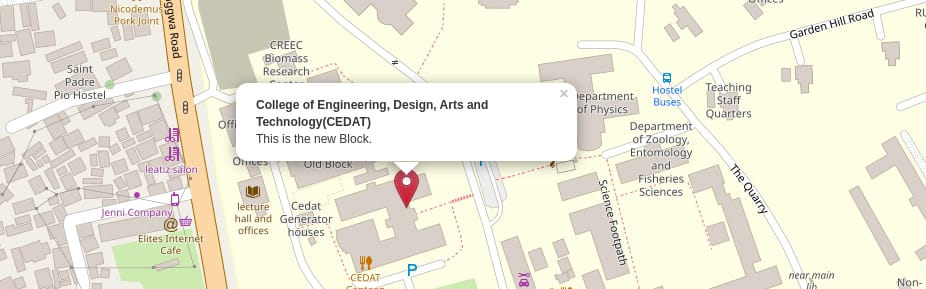 Nicodemus
Pork Joint
ggwa Road
Saint
Padre
Pio Hostel
CREEC
Biomass
Research
Garden Hill Road
RU
Hostel
Buses
Teaching
Staff
Quarters
×
College of Engineering, Design, Arts and
Technology(CEDAT)
This is the new Block.
Department
of Physics
Department
of Zoology,
Entomology
and
Fisheries
Sciences
Offi
Offices
Old Block
leatiz salon
Jenni Company
@
Elites Internet
Cafe
lecture
hall and
offices
Cedat
Generator
houses
CEDAT
P
Science Footpath
The Quarry
near main
lib
Non-